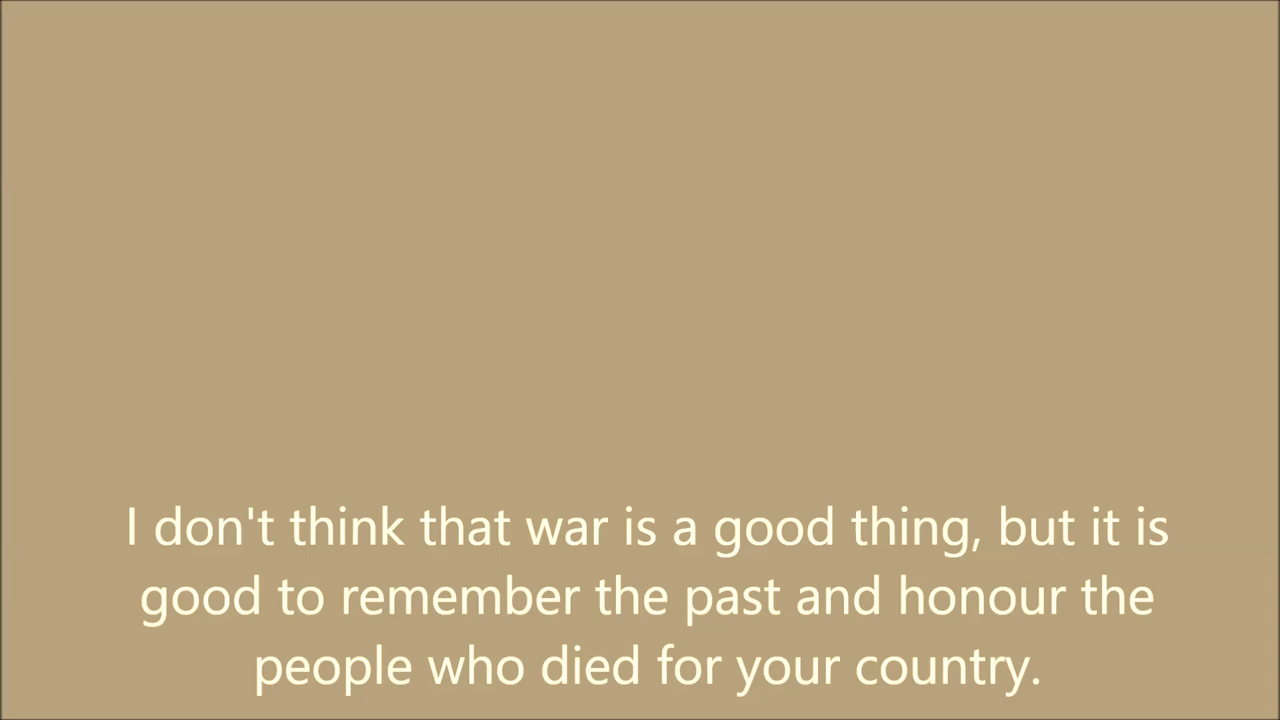 I don't think that war is a good thing, but it is
good to remember the past and honour the
people who died for your country.